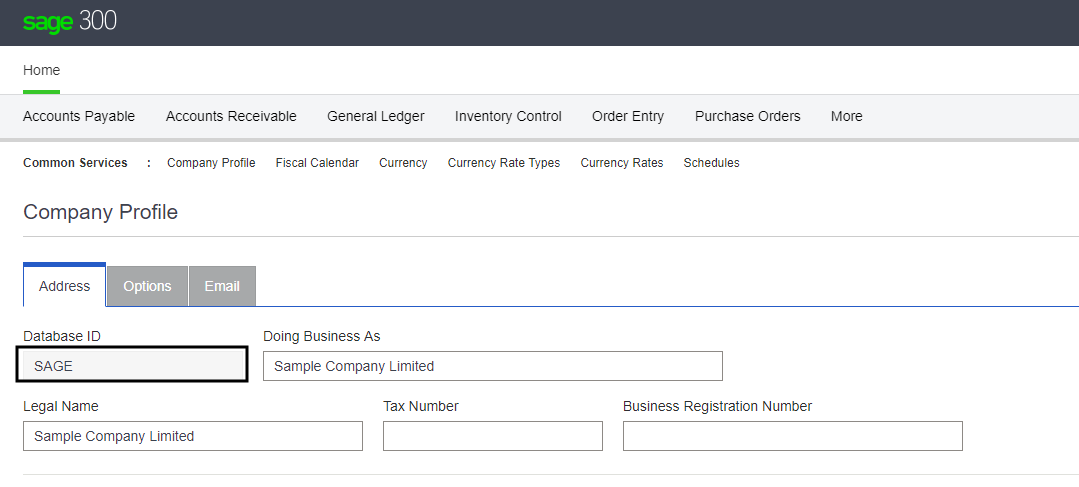 sage 300
Home
Accounts Payable Accounts Receivable General Ledger Inventory Control Order Entry Purchase Orders More
Common Services : Company Profile Fiscal Calendar Currency Currency Rate Types Currency Rates Schedules
Company Profile
Address Options Email
Database ID Doing Business As
SAGE Sample Company Limited
Legal Name Tax Number Business Registration Number
Sample Company Limited